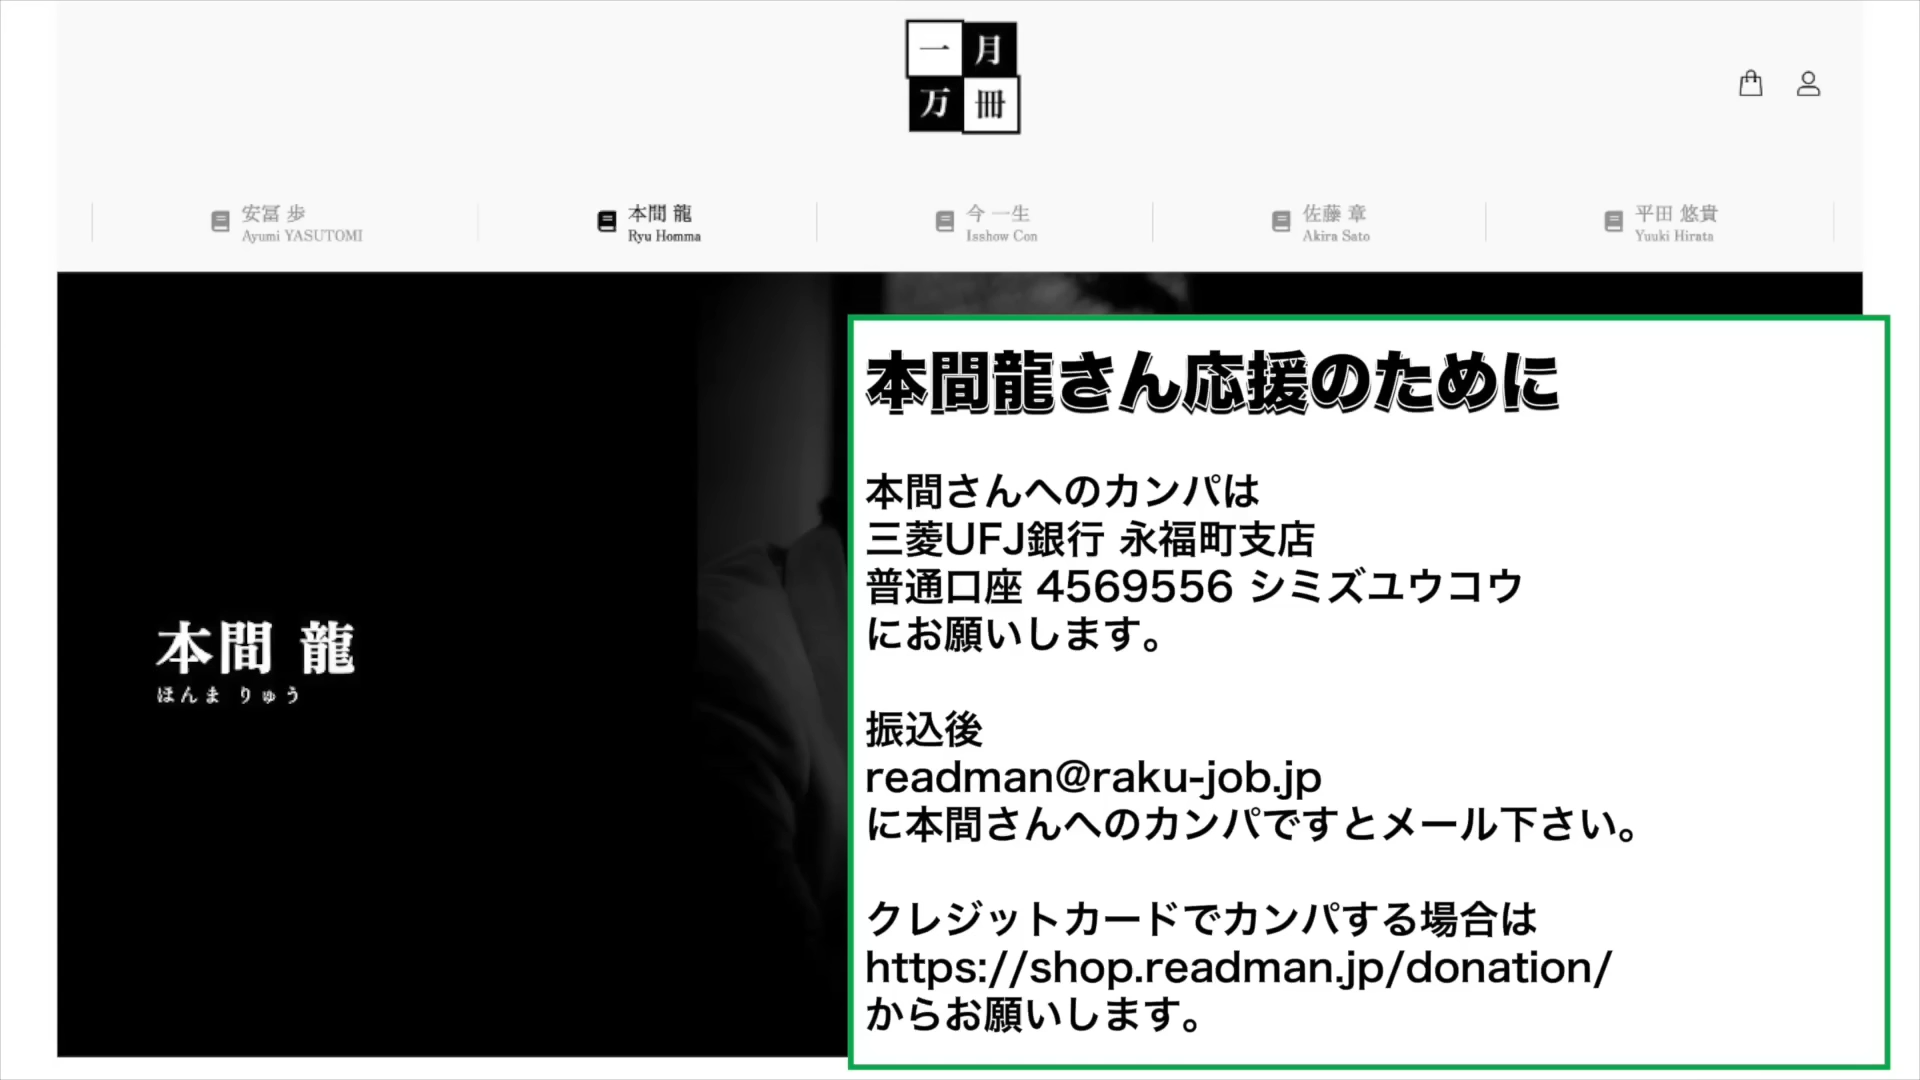 一月
万冊
安冨 歩
Ayumi YASUTOMI
本間 龍
Ryu Homma
今 一生
Isshow Con
佐藤 章
Akira Sato
平田 悠貴
Yuuki Hirata
本間 龍
ほんま りゅう
本間龍さん応援のために
本間さんへのカンパは
三菱UFJ銀行 永福町支店
普通口座 4569556 シミズユウコウ
にお願いします。
振込後
readman@raku-job.jp
に本間さんへのカンパですとメール下さい。
クレジットカードでカンパする場合は
https://shop.readman.jp/donation/
からお願いします。